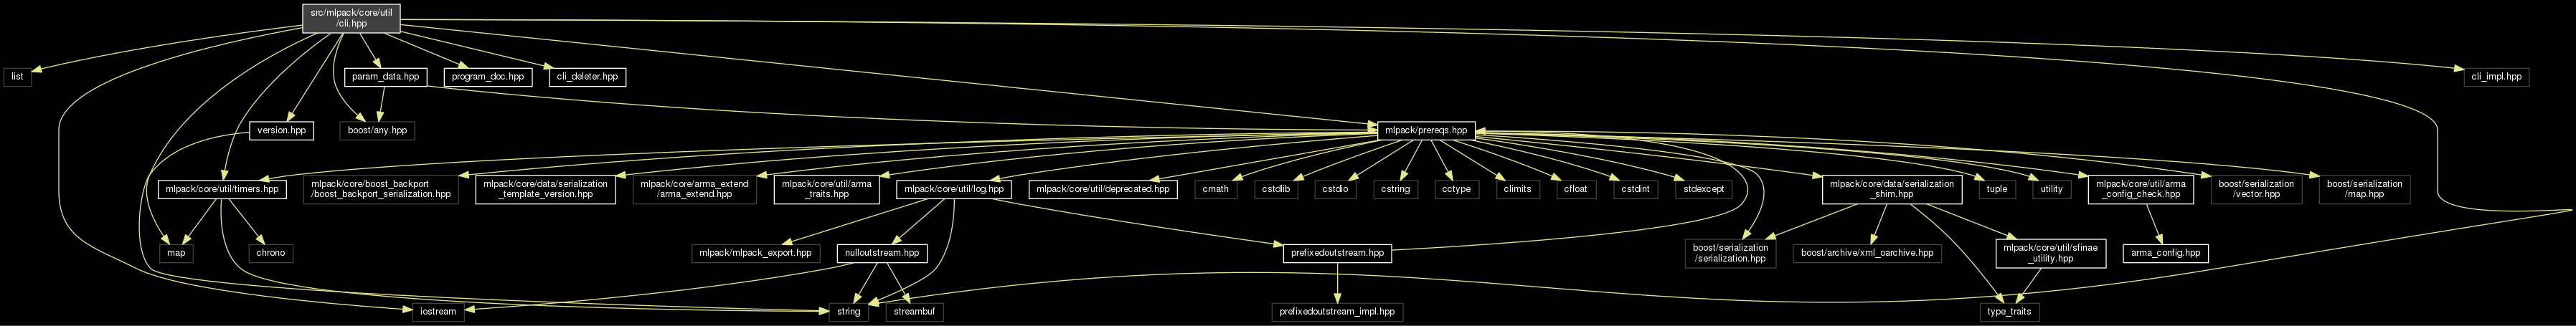 src/mlpack/core/util
/cli.hpp
list
param_data.hpp
program_doc.hpp
cli_deleter.hpp
cli_impl.hpp
version.hpp
boost/any.hpp
mlpack/prereqs.hpp
mlpack/core/util/timers.hpp
mlpack/core/boost_backport
/boost_backport_serialization.hpp
mlpack/core/data/serialization
_template_version.hpp
mlpack/core/arma_extend
/arma_extend.hpp
mlpack/core/util/arma
_traits.hpp
mlpack/core/util/log.hpp
mlpack/core/util/deprecated.hpp
cmath
cstdlib
cstdio
cstring
cctype
climits
cfloat
cstdint
stdexcept
mlpack/core/data/serialization
_shim.hpp
tuple
utility
mlpack/core/util/arma
_config_check.hpp
boost/serialization
/vector.hpp
boost/serialization
/map.hpp
map
chrono
mlpack/mlpack_export.hpp
nulloutstream.hpp
prefixedoutstream.hpp
boost/serialization
/serialization.hpp
boost/archive/xml_oarchive.hpp
mlpack/core/util/sfinae
_utility.hpp
arma_config.hpp
iostream
string
streambuf
prefixedoutstream_impl.hpp
type_traits